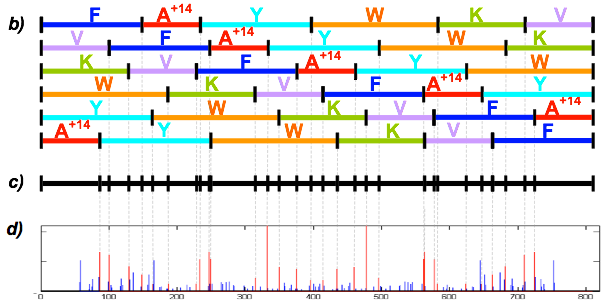 b) F A+14 Y W K V
V F A+14 Y W K
K V F A+14 Y W
W K V F A+14 Y
Y W K V F A+14
A+14 Y W K V F
c)
d)
0 100 200 300 400 500 600 700 800